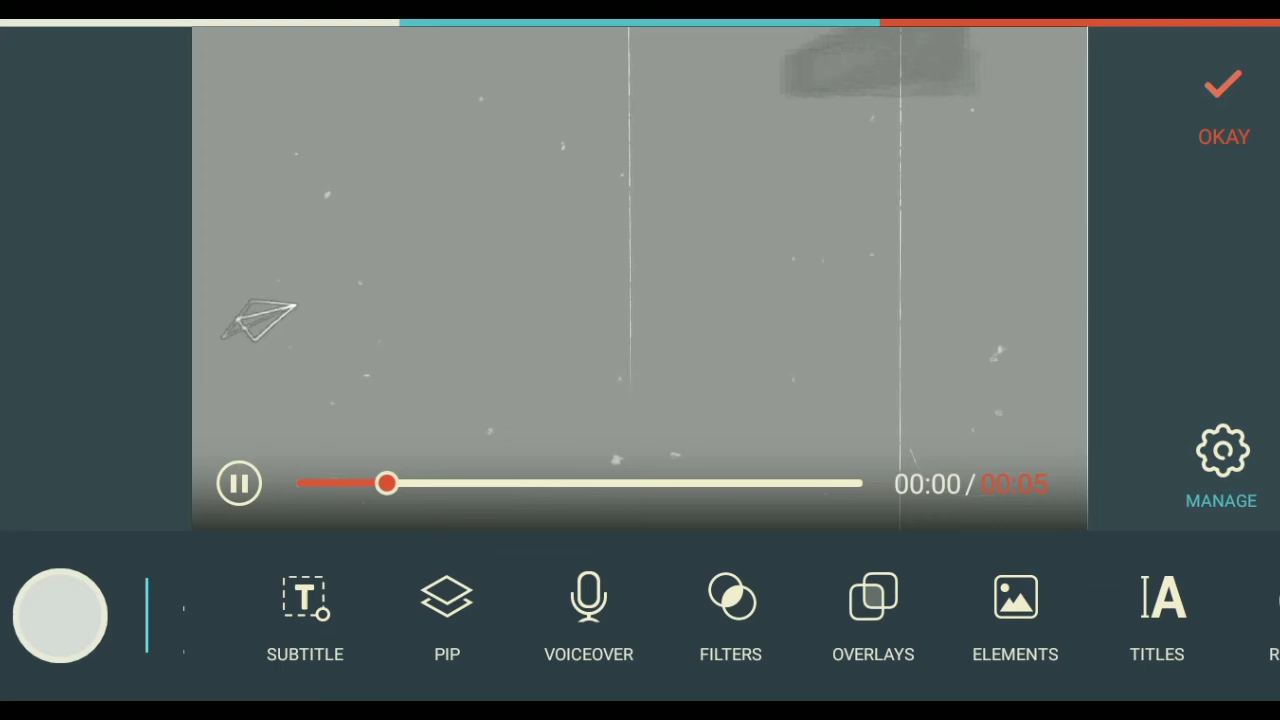 OKAY
00:00 / 00:05
MANAGE
SUBTITLE
PIP
VOICEOVER
FILTERS
OVERLAYS
ELEMENTS
TITLES
R